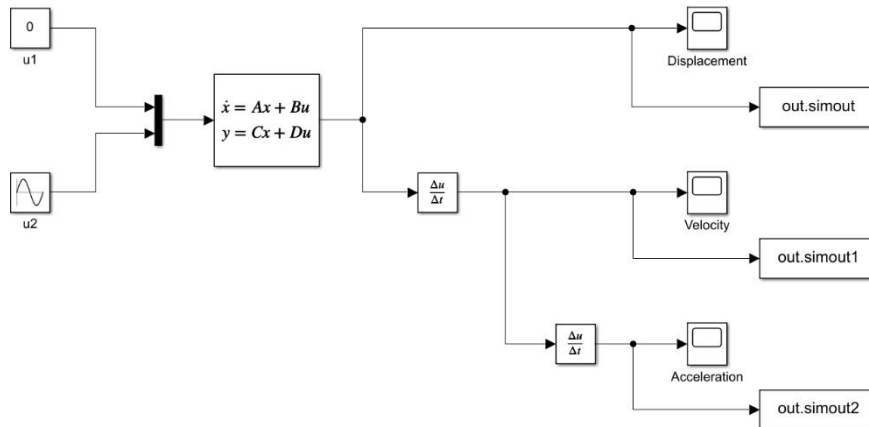 0
u1
ẋ = Ax + Bu
y = Cx + Du
u2
Displacement
out.simout
Δu
Δt
Velocity
out.simout1
Δu
Δt
Acceleration
out.simout2